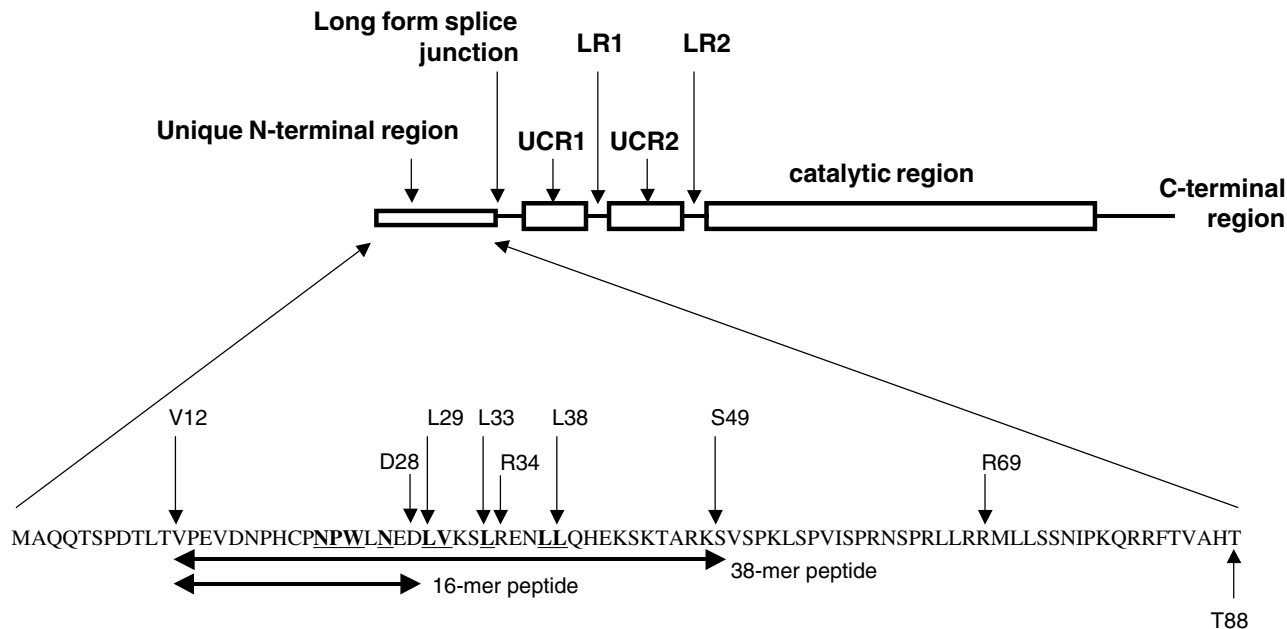 Long form splice
junction
LR1
LR2
Unique N-terminal region
UCR1
UCR2
catalytic region
C-terminal
region
V12
L29
L33
L38
S49
D28
R34
R69
MAQQTSPDTLTVPEVDNPHCPNPWLNEDLVKSLRENLLQHEKSKTARKSVSPKLSPVISPRNSPRLLRRMLLSSNIPKQRRFTVAHT
38-mer peptide
16-mer peptide
T88